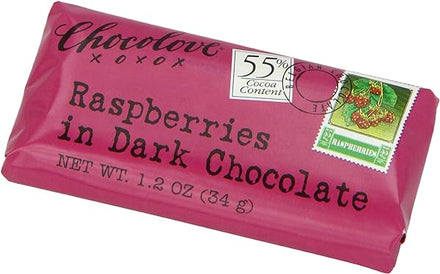 Chocolove
XOXOX
55%
Cocoa
Content
Raspberries
in Dark Chocolate
NET WT. 1.2 OZ (34 g)
RASPBERRIES